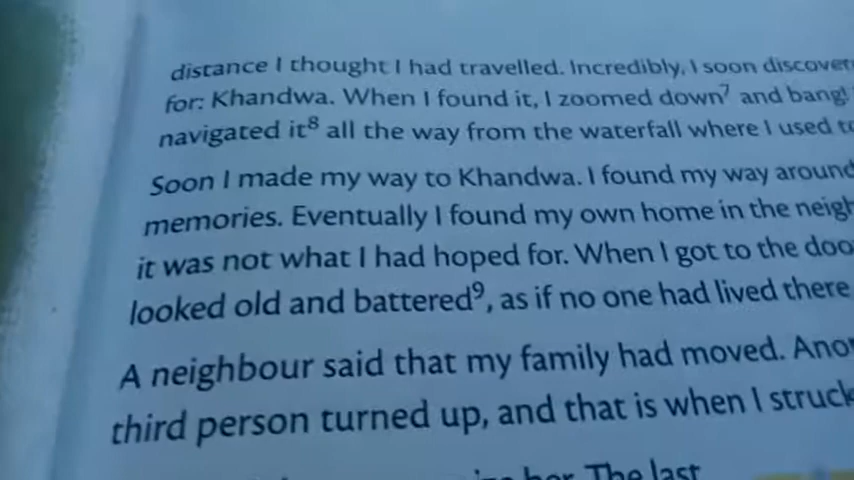 distance I thought I had travelled. Incredibly, I soon discover
for: Khandwa. When I found it, I zoomed down⁷ and bang!
navigated it⁸ all the way from the waterfall where I used to
Soon I made my way to Khandwa. I found my way around
memories. Eventually I found my own home in the neigh
it was not what I had hoped for. When I got to the doo
looked old and battered⁹, as if no one had lived there
A neighbour said that my family had moved. Ano
third person turned up, and that is when I struck
her. The last